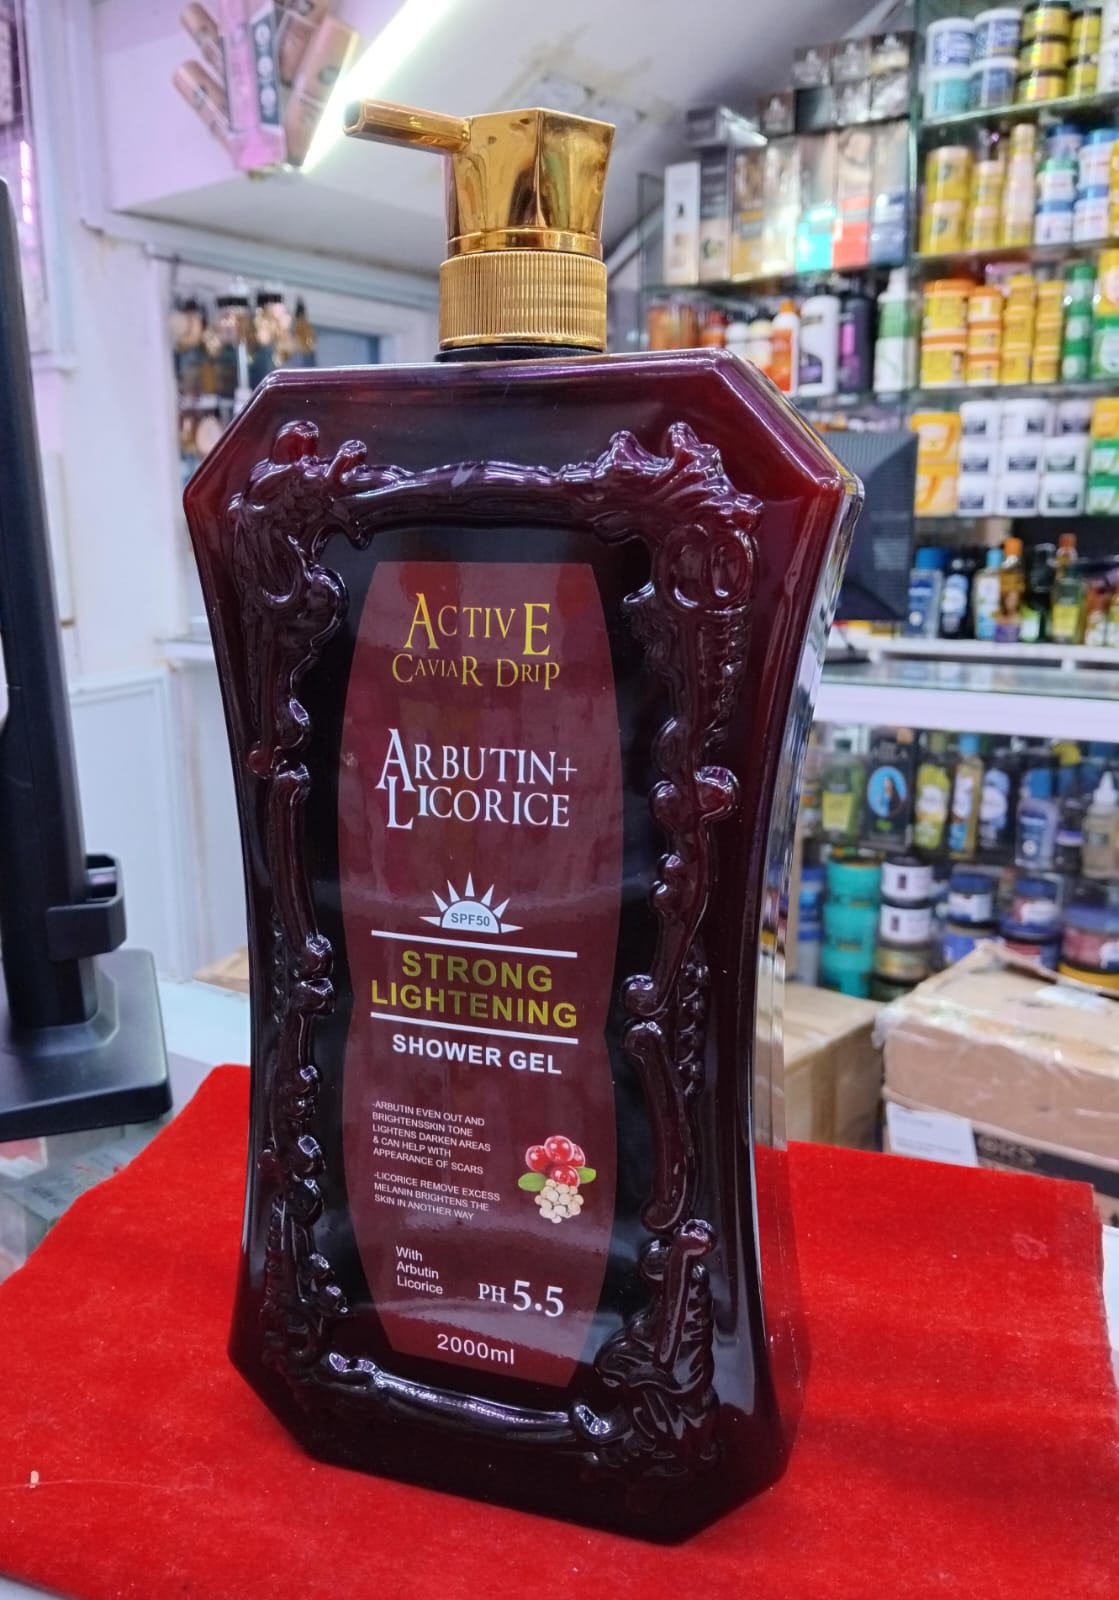 ACTIVE
CAVIAR DRIP
ARBUTIN+
LICORICE
SPF50
STRONG
LIGHTENING
SHOWER GEL
-ARBUTIN EVEN OUT AND
BRIGHTENSSKIN TONE
LIGHTENS DARKEN AREAS
& CAN HELP WITH
APPEARANCE OF SCARS
-LICORICE REMOVE EXCESS
MELANIN BRIGHTENS THE
SKIN IN ANOTHER WAY
With
Arbutin
Licorice
PH 5.5
2000ml